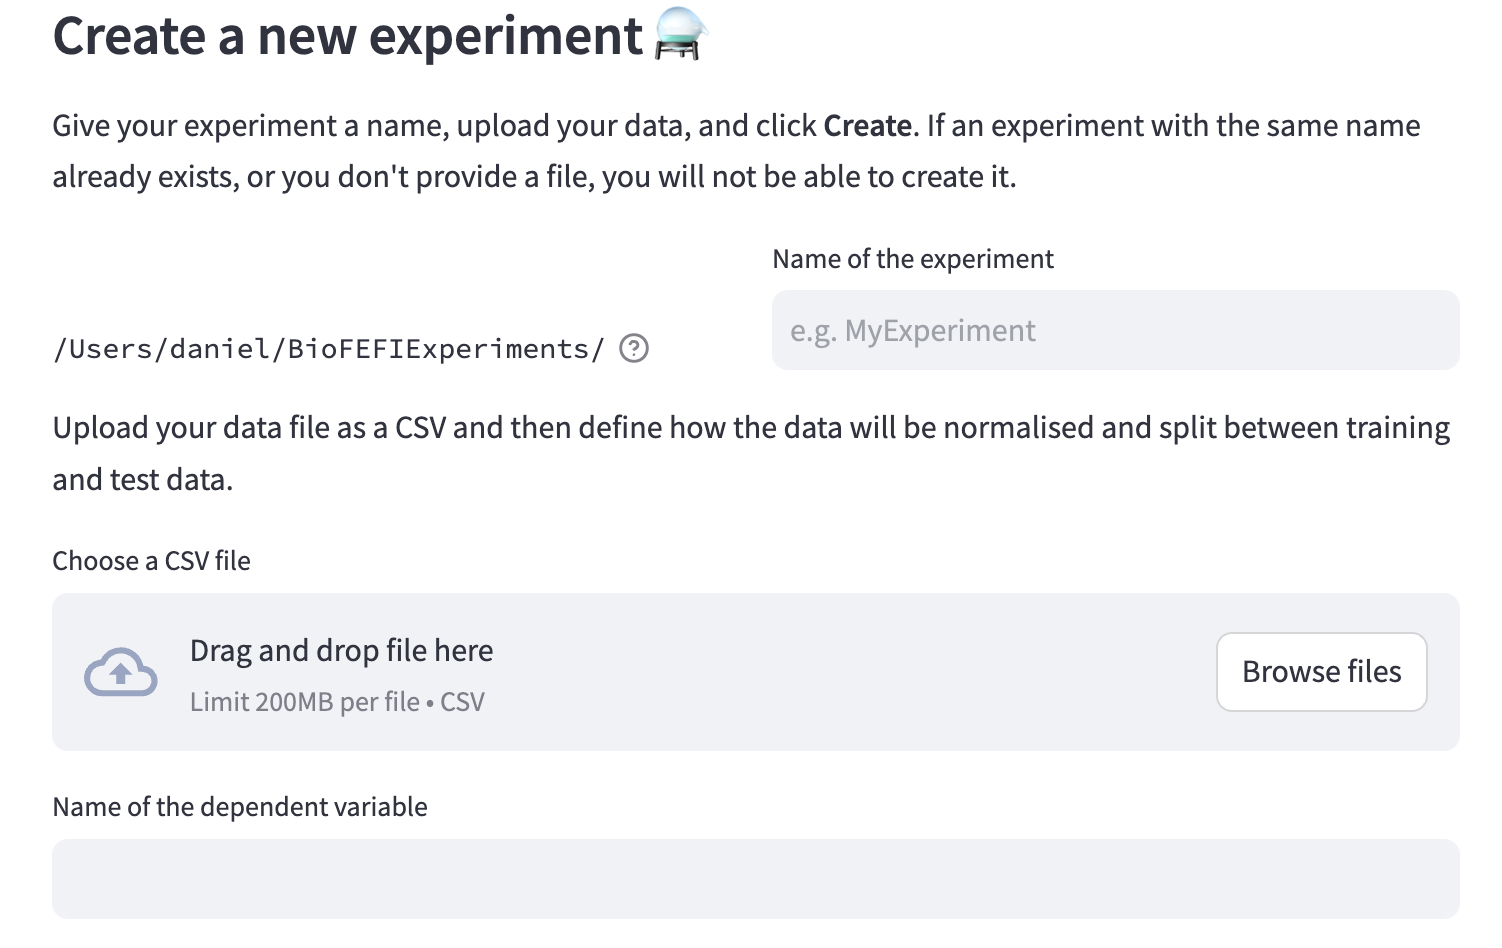 Create a new experiment
Give your experiment a name, upload your data, and click Create. If an experiment with the same name
already exists, or you don't provide a file, you will not be able to create it.
Name of the experiment
e.g. MyExperiment
/Users/daniel/BioFEFIExperiments/
Upload your data file as a CSV and then define how the data will be normalised and split between training
and test data.
Choose a CSV file
Drag and drop file here
Limit 200MB per file • CSV
Browse files
Name of the dependent variable